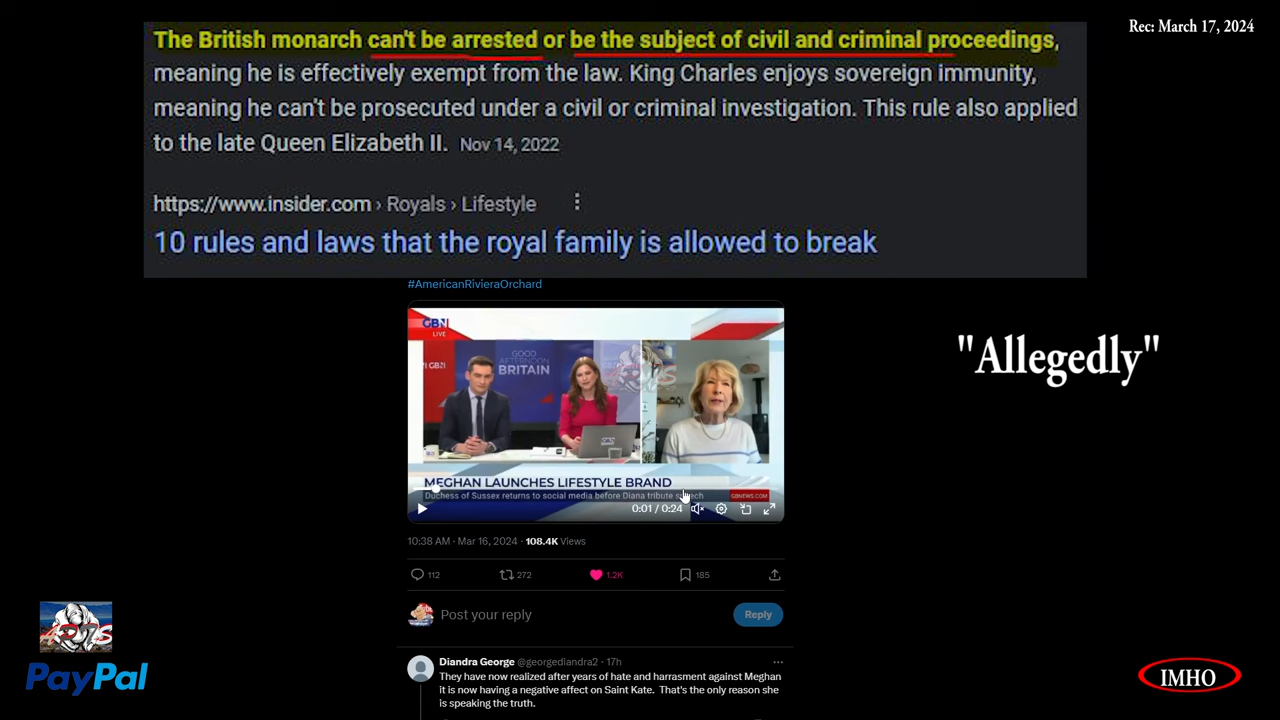 Rec: March 17, 2024
The British monarch can't be arrested or be the subject of civil and criminal proceedings,
meaning he is effectively exempt from the law. King Charles enjoys sovereign immunity,
meaning he can't be prosecuted under a civil or criminal investigation. This rule also applied
to the late Queen Elizabeth II. Nov 14, 2022
https://www.insider.com › Royals › Lifestyle
10 rules and laws that the royal family is allowed to break
#AmericanRivieraOrchard
GBN
LIVE
GOOD
AFTERNOON
BRITAIN
"Allegedly"
MEGHAN LAUNCHES LIFESTYLE BRAND
Duchess of Sussex returns to social media before Diana tribute speech
GBNEWS.COM
0:01 / 0:24
10:38 AM · Mar 16, 2024 · 108.4K Views
112
272
1.2K
185
Post your reply
Reply
Diandra George @georgediandra2 · 17h
They have now realized after years of hate and harrasment against Meghan
it is now having a negative affect on Saint Kate. That's the only reason she
is speaking the truth.
PayPal
IMHO